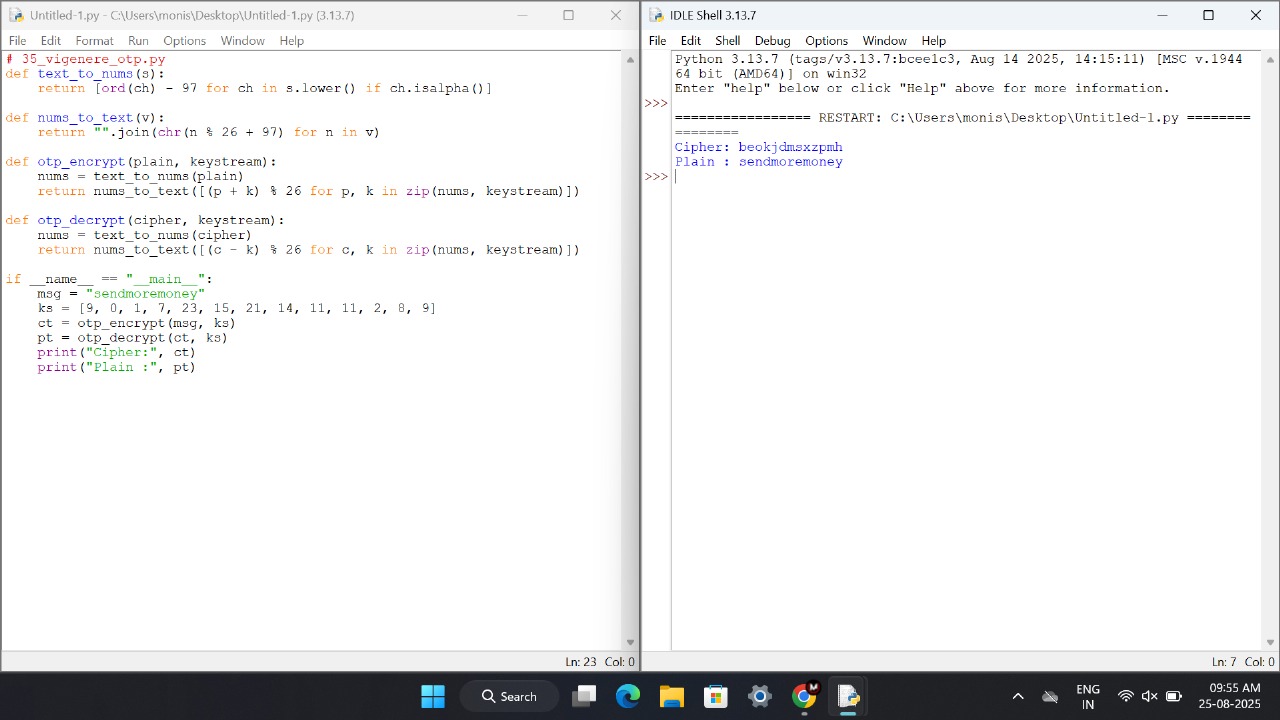 Untitled-1.py - C:\Users\monis\Desktop\Untitled-1.py (3.13.7)
File Edit Format Run Options Window Help
# 35_vigenere_otp.py
def text_to_nums(s):
    return [ord(ch) - 97 for ch in s.lower() if ch.isalpha()]
def nums_to_text(v):
    return "".join(chr(n % 26 + 97) for n in v)
def otp_encrypt(plain, keystream):
    nums = text_to_nums(plain)
    return nums_to_text([(p + k) % 26 for p, k in zip(nums, keystream)])
def otp_decrypt(cipher, keystream):
    nums = text_to_nums(cipher)
    return nums_to_text([(c - k) % 26 for c, k in zip(nums, keystream)])
if __name__ == "__main__":
    msg = "sendmoremoney"
    ks = [9, 0, 1, 7, 23, 15, 21, 14, 11, 11, 2, 8, 9]
    ct = otp_encrypt(msg, ks)
    pt = otp_decrypt(ct, ks)
    print("Cipher:", ct)
    print("Plain :", pt)
Ln: 23 Col: 0
IDLE Shell 3.13.7
File Edit Shell Debug Options Window Help
Python 3.13.7 (tags/v3.13.7:bcee1c3, Aug 14 2025, 14:15:11) [MSC v.1944
64 bit (AMD64)] on win32
Enter "help" below or click "Help" above for more information.
>>>
================= RESTART: C:\Users\monis\Desktop\Untitled-1.py ========
========
Cipher: beokjdmsxzpmh
Plain : sendmoremoney
>>>
Ln: 7 Col: 0
Search
M
ENG
IN
09:55 AM
25-08-2025